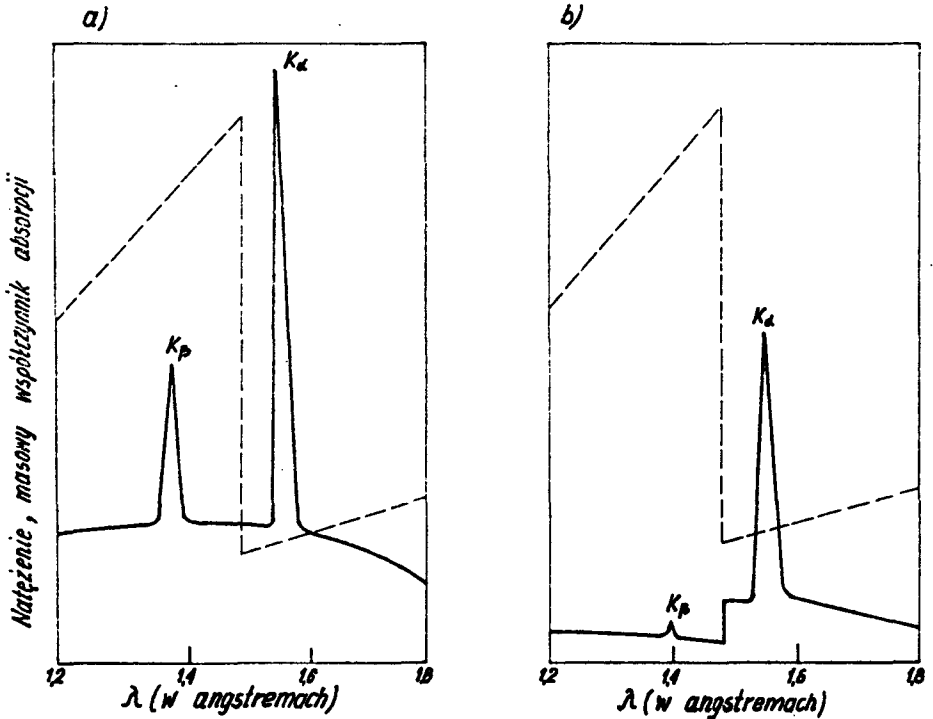 a)
Natężenie, masowy współczynnik absorpcji
Kβ
Kα
1,2 1,4 1,6 1,8
λ (w angstremach)
b)
Kα
Kβ
1,2 1,4 1,6 1,8
λ (w angstremach)